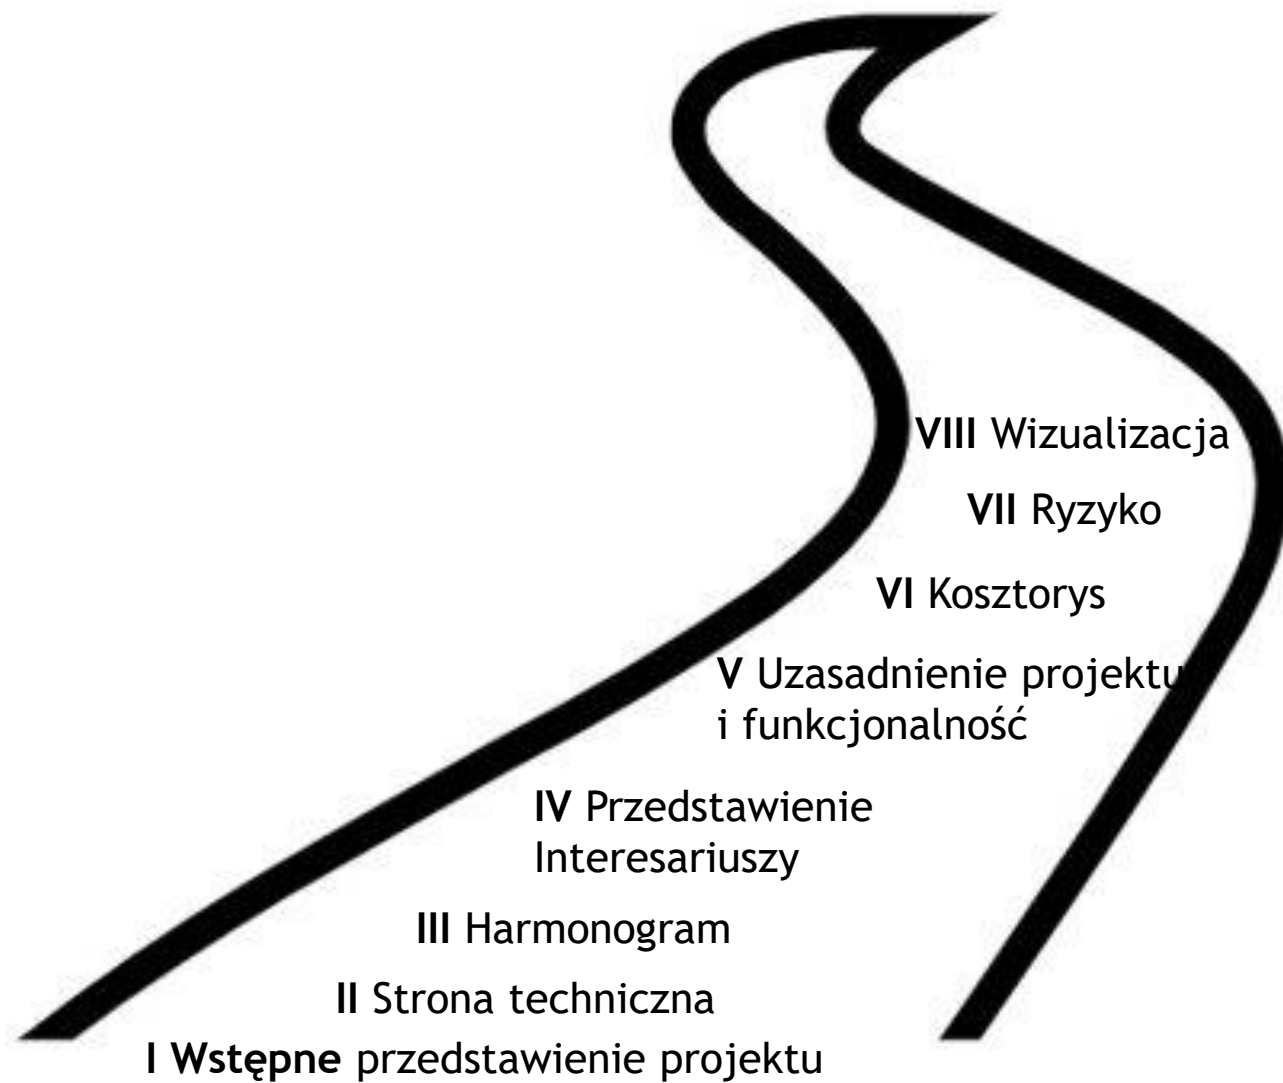 VIII Wizualizacja
VII Ryzyko
VI Kosztorys
V Uzasadnienie projektu
i funkcjonalność
IV Przedstawienie
Interesariuszy
III Harmonogram
II Strona techniczna
I Wstępne przedstawienie projektu